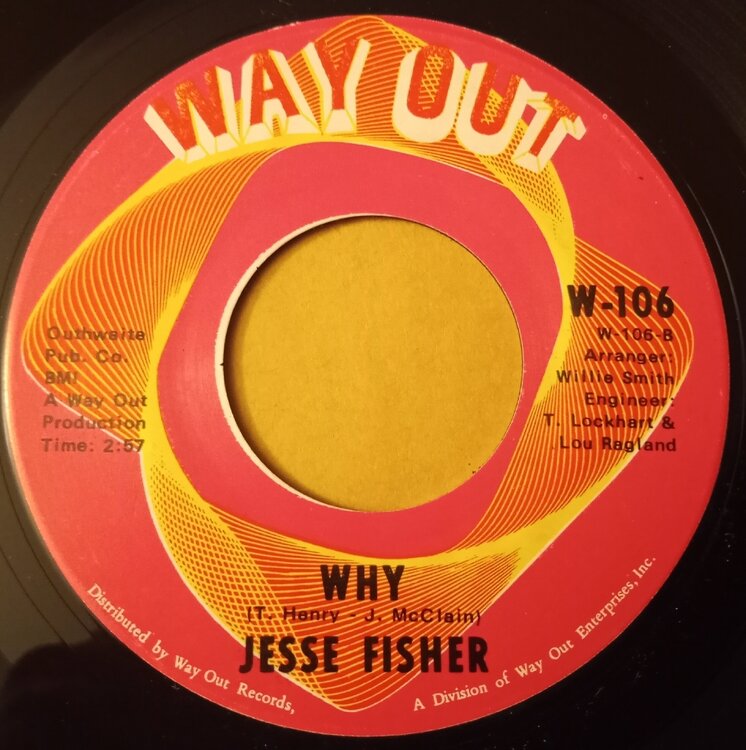 WAY OUT
Outhwaite
Pub. Co.
BMI
A Way Out
Production
Time: 2:57
W-106
W-106-B
Arranger:
Willie Smith
Engineer:
T. Lockhart &
Lou Ragland
WHY
(T. Henry - J. McClain)
JESSE FISHER
Distributed by Way Out Records,
A Division of Way Out Enterprises, Inc.